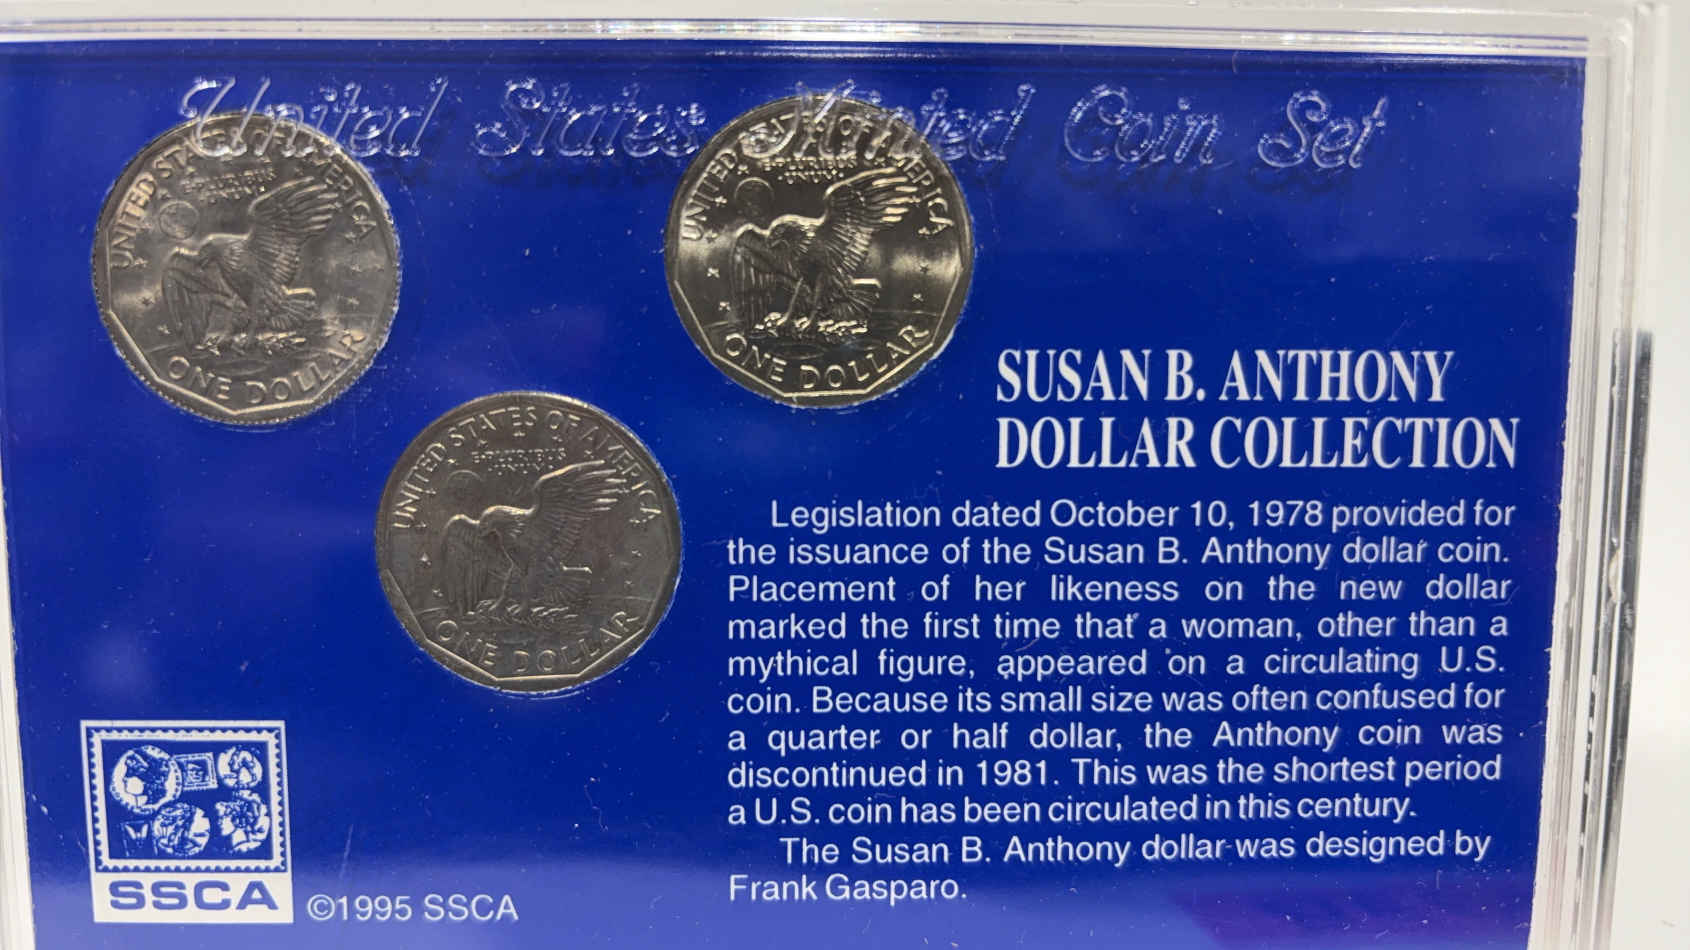 United States Minted Coin Set
UNITED STATES OF AMERICA
E·PLURIBUS
UNUM
ONE DOLLAR
UNITED STATES OF AMERICA
E·PLURIBUS
UNUM
ONE DOLLAR
UNITED STATES OF AMERICA
E·PLURIBUS
UNUM
ONE DOLLAR
SUSAN B. ANTHONY
DOLLAR COLLECTION
Legislation dated October 10, 1978 provided for
the issuance of the Susan B. Anthony dollar coin.
Placement of her likeness on the new dollar
marked the first time that a woman, other than a
mythical figure, appeared on a circulating U.S.
coin. Because its small size was often confused for
a quarter or half dollar, the Anthony coin was
discontinued in 1981. This was the shortest period
a U.S. coin has been circulated in this century.
The Susan B. Anthony dollar was designed by
Frank Gasparo.
SSCA
©1995 SSCA